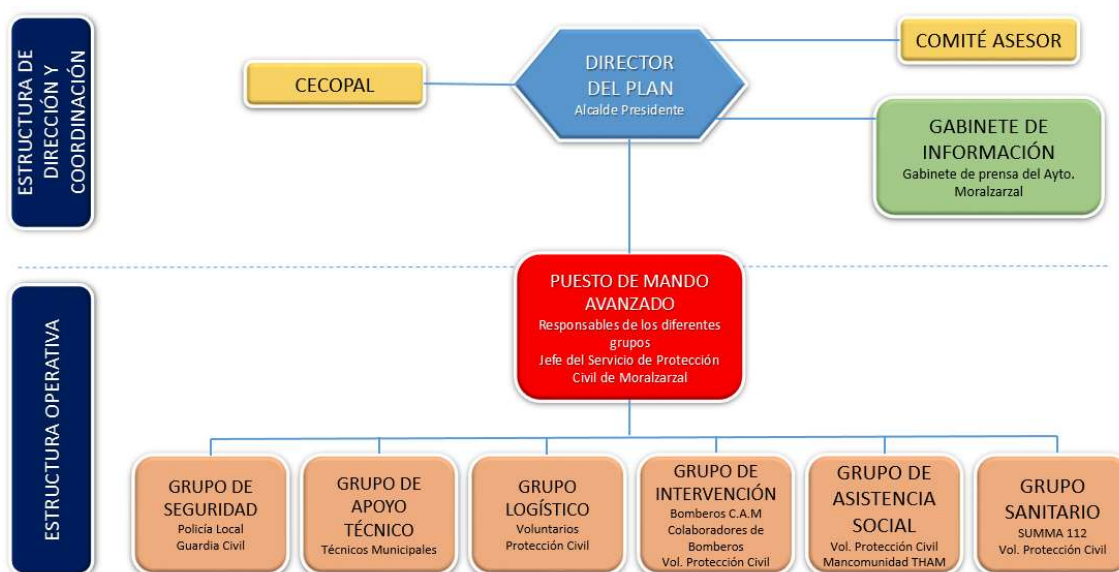 ESTRUCTURA DE
DIRECCIÓN Y
COORDINACIÓN
CECOPAL
DIRECTOR
DEL PLAN
Alcalde Presidente
COMITÉ ASESOR
GABINETE DE
INFORMACIÓN
Gabinete de prensa del Ayto.
Moralzarzal
ESTRUCTURA OPERATIVA
PUESTO DE MANDO
AVANZADO
Responsables de los diferentes
grupos
Jefe del Servicio de Protección
Civil de Moralzarzal
GRUPO DE
SEGURIDAD
Policía Local
Guardia Civil
GRUPO DE
APOYO
TÉCNICO
Técnicos Municipales
GRUPO
LOGÍSTICO
Voluntarios
Protección Civil
GRUPO DE
INTERVENCIÓN
Bomberos C.A.M
Colaboradores de
Bomberos
Vol. Protección Civil
GRUPO DE
ASISTENCIA
SOCIAL
Vol. Protección Civil
Mancomunidad THAM
GRUPO
SANITARIO
SUMMA 112
Vol. Protección Civil